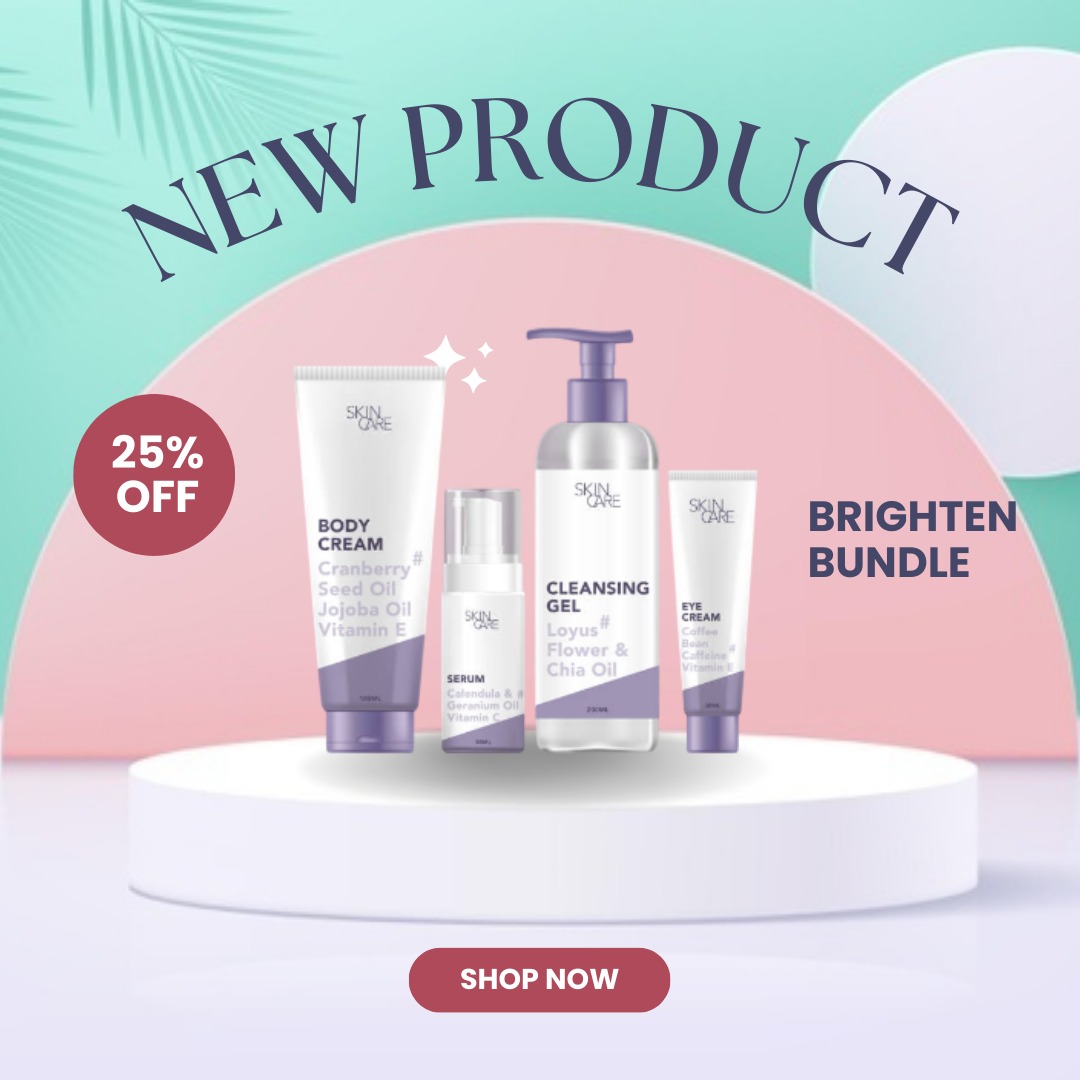 NEW PRODUCT
25%
OFF
BRIGHTEN
BUNDLE
SKIN
CARE
BODY
CREAM
Cranberry#
Seed Oil
Jojoba Oil
Vitamin E
SKIN
CARE
SERUM
Calendula & #
Geranium Oil
Vitamin C
SKIN
CARE
CLEANSING
GEL
Loyus#
Flower &
Chia Oil
SKIN
CARE
EYE
CREAM
Coffee
Bean
Caffeine#
Vitamin E
SHOP NOW